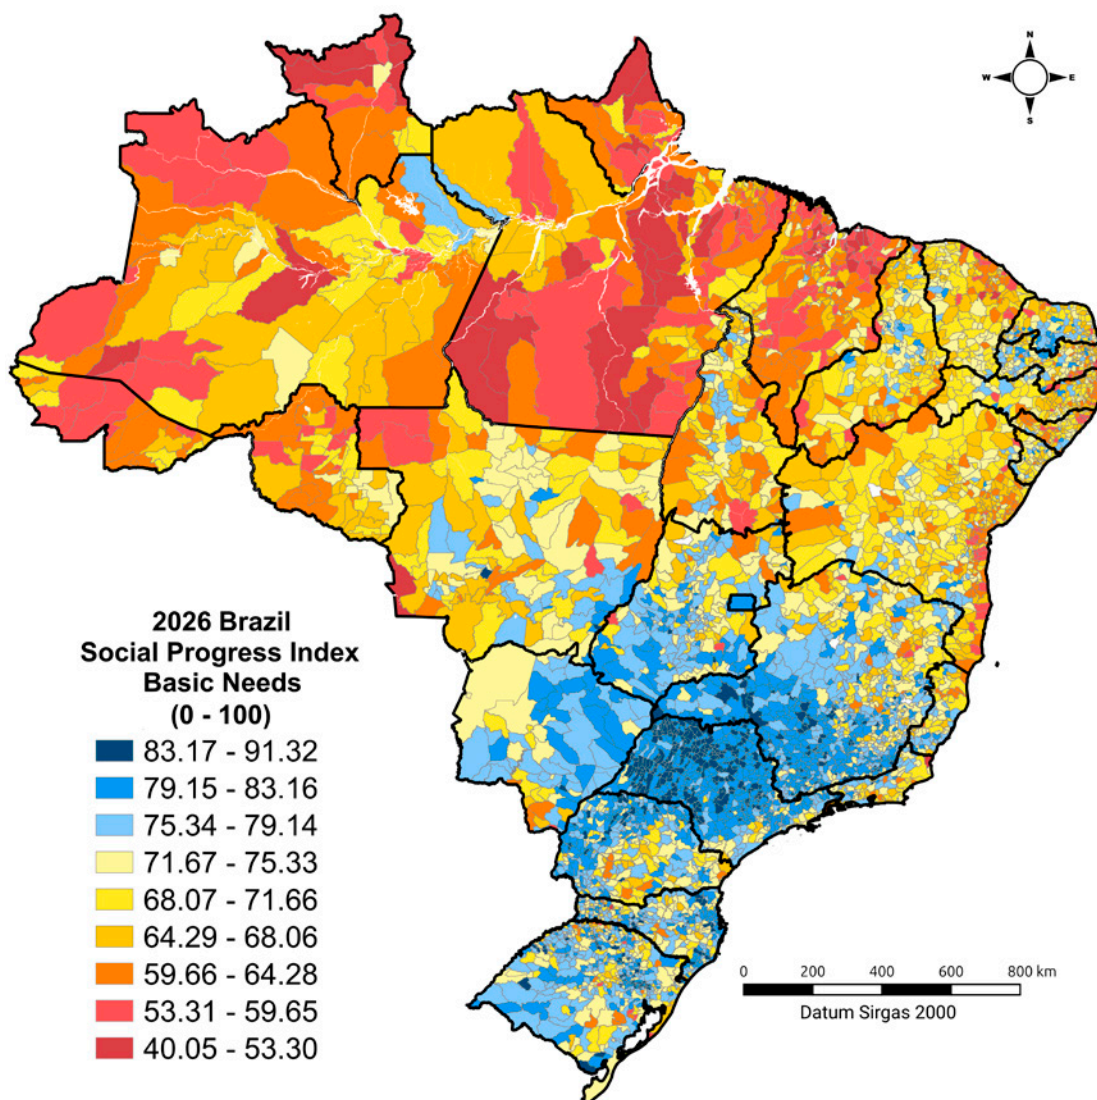 N
W E
S
2026 Brazil
Social Progress Index
Basic Needs
(0 - 100)
83.17 - 91.32
79.15 - 83.16
75.34 - 79.14
71.67 - 75.33
68.07 - 71.66
64.29 - 68.06
59.66 - 64.28
53.31 - 59.65
40.05 - 53.30
0 200 400 600 800 km
Datum Sirgas 2000